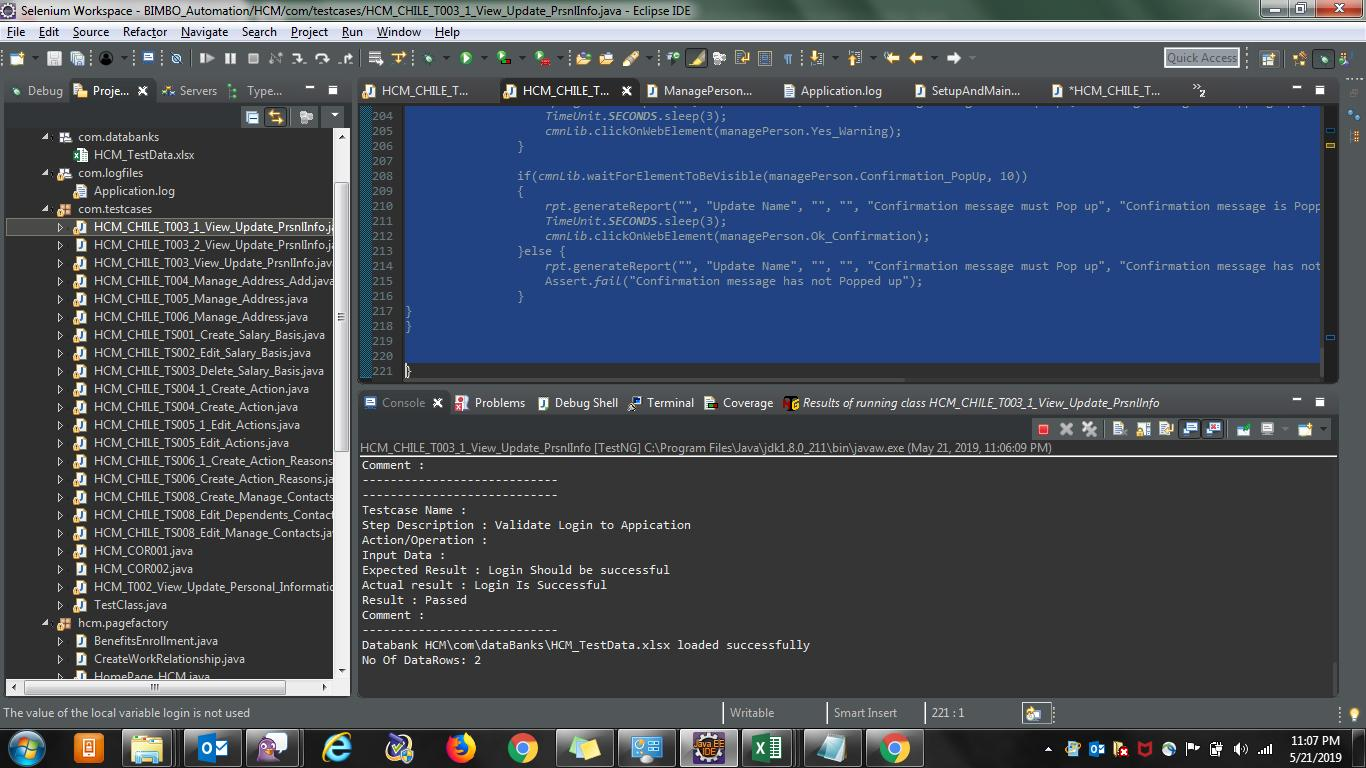 Selenium Workspace - BIMBO_Automation/HCM/com/testcases/HCM_CHILE_T003_1_View_Update_PrsnlInfo.java - Eclipse IDE
File Edit Source Refactor Navigate Search Project Run Window Help
Quick Access
Debug Proje... Servers Type...
HCM_CHILE_T... HCM_CHILE_T... ManagePerson... Application.log SetupAndMain... *HCM_CHILE_T... »2
com.databanks
HCM_TestData.xlsx
com.logfiles
Application.log
com.testcases
HCM_CHILE_T003_1_View_Update_PrsnlInfo.ja
HCM_CHILE_T003_2_View_Update_PrsnlInfo.ja
HCM_CHILE_T003_View_Update_PrsnlInfo.java
HCM_CHILE_T004_Manage_Address_Add.java
HCM_CHILE_T005_Manage_Address.java
HCM_CHILE_T006_Manage_Address.java
HCM_CHILE_TS001_Create_Salary_Basis.java
HCM_CHILE_TS002_Edit_Salary_Basis.java
HCM_CHILE_TS003_Delete_Salary_Basis.java
HCM_CHILE_TS004_1_Create_Action.java
HCM_CHILE_TS004_Create_Action.java
HCM_CHILE_TS005_1_Edit_Actions.java
HCM_CHILE_TS005_Edit_Actions.java
HCM_CHILE_TS006_1_Create_Action_Reasons
HCM_CHILE_TS006_Create_Action_Reasons.ja
HCM_CHILE_TS008_Create_Manage_Contacts
HCM_CHILE_TS008_Edit_Dependents_Contact
HCM_CHILE_TS008_Edit_Manage_Contacts.ja
HCM_COR001.java
HCM_COR002.java
HCM_T002_View_Update_Personal_Informatio
TestClass.java
hcm.pagefactory
BenefitsEnrollment.java
CreateWorkRelationship.java
HomePage_HCM.java
204 TimeUnit.SECONDS.sleep(3);
205 cmnLib.clickOnWebElement(managePerson.Yes_Warning);
206 }
207
208 if(cmnLib.waitForElementToBeVisible(managePerson.Confirmation_PopUp, 10))
209 {
210 rpt.generateReport("", "Update Name", "", "", "Confirmation message must Pop up", "Confirmation message is Popp
211 TimeUnit.SECONDS.sleep(3);
212 cmnLib.clickOnWebElement(managePerson.Ok_Confirmation);
213 }else {
214 rpt.generateReport("", "Update Name", "", "", "Confirmation message must Pop up", "Confirmation message has not
215 Assert.fail("Confirmation message has not Popped up");
216 }
217 }
218 }
219
220
221 }
Console Problems Debug Shell Terminal Coverage Results of running class HCM_CHILE_T003_1_View_Update_PrsnlInfo
HCM_CHILE_T003_1_View_Update_PrsnlInfo [TestNG] C:\Program Files\Java\jdk1.8.0_211\bin\javaw.exe (May 21, 2019, 11:06:09 PM)
Comment :
----------------------------
----------------------------
Testcase Name :
Step Description : Validate Login to Appication
Action/Operation :
Input Data :
Expected Result : Login Should be successful
Actual result : Login Is Successful
Result : Passed
Comment :
----------------------------
Databank HCM\com\dataBanks\HCM_TestData.xlsx loaded successfully
No Of DataRows: 2
The value of the local variable login is not used
Writable Smart Insert 221 : 1
Java EE IDE
11:07 PM
5/21/2019